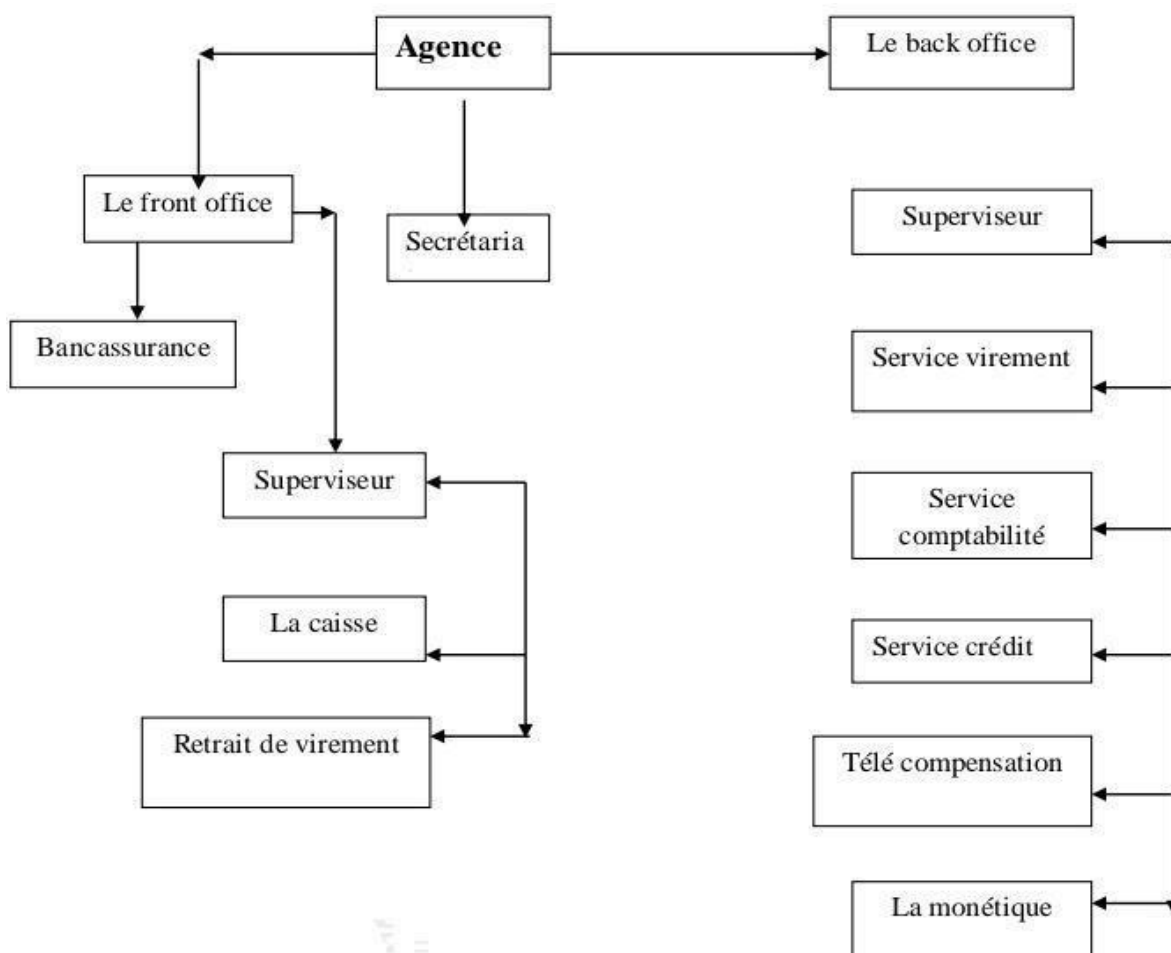 Agence
Le back office
Le front office
Secrétaria
Superviseur
Bancassurance
Service virement
Superviseur
Service
comptabilité
La caisse
Service crédit
Retrait de virement
Télé compensation
La monétique